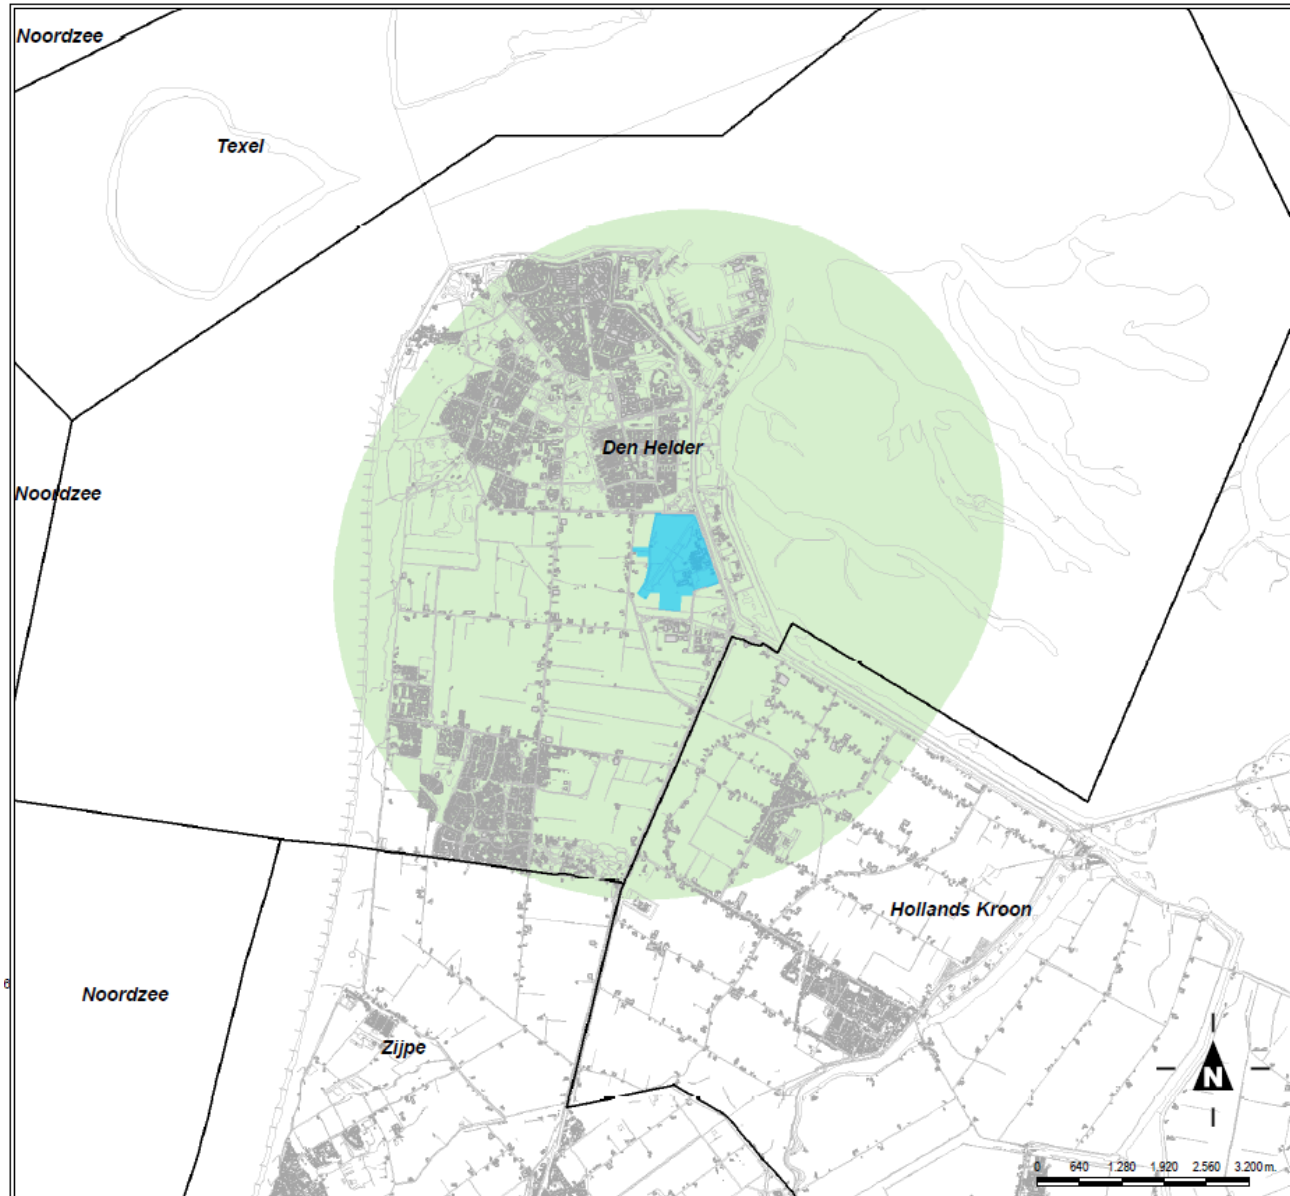 Noordzee
Texel
Den Helder
Noordzee
Hollands Kroon
6
Noordzee
Zijpe
N
0 640 1.280 1.920 2.560 3.200 m.